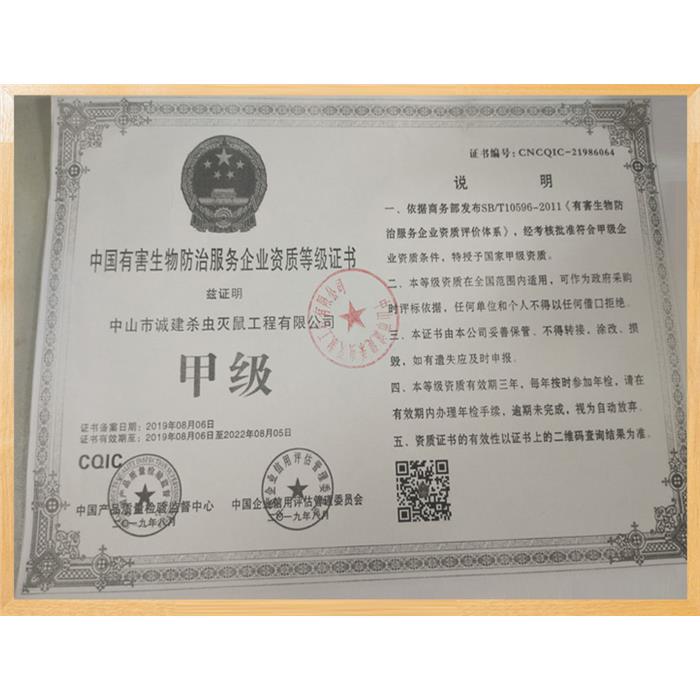 中国有害生物防治服务企业资质等级证书
兹证明
中山市诚建杀虫灭鼠工程有限公司
甲级
证书备案日期：2019年08月06日
证书有效期至：2019年08月06日至2022年08月05日
CQIC
中国产品质量检验监督中心
二〇一九年八月
中国企业信用评估管理委员会
二〇一九年八月
证书编号：CNCQIC-21986064
说 明
一、依据商务部发布SB/T10596-2011《有害生物防
治服务企业资质评价体系》，经考核批准符合甲级企
业资质条件，特授予国家甲级资质。
二、本等级资质在全国范围内适用，可作为政府采购
时评标依据，任何单位和个人不得以任何借口拒绝。
三、本证书由本公司妥善保管、不得转接，涂改、损
毁，如有遗失应及时申报。
四、本等级资质有效期三年，每年按时参加年检，请在
有效期内办理年检手续，逾期未完成，视为自动放弃。
五、资质证书的有效性以证书上的二维码查询结果为准。